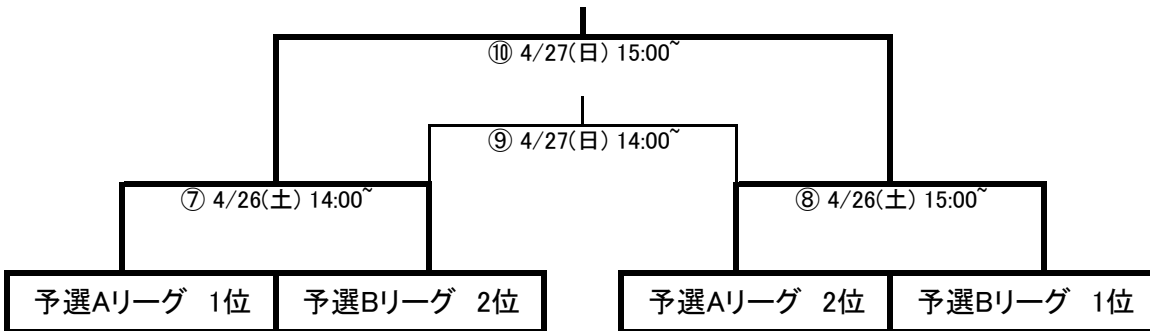 ⑩ 4/27(日) 15:00~
⑨ 4/27(日) 14:00~
⑦ 4/26(土) 14:00~
⑧ 4/26(土) 15:00~
予選Aリーグ 1位
予選Bリーグ 2位
予選Aリーグ 2位
予選Bリーグ 1位